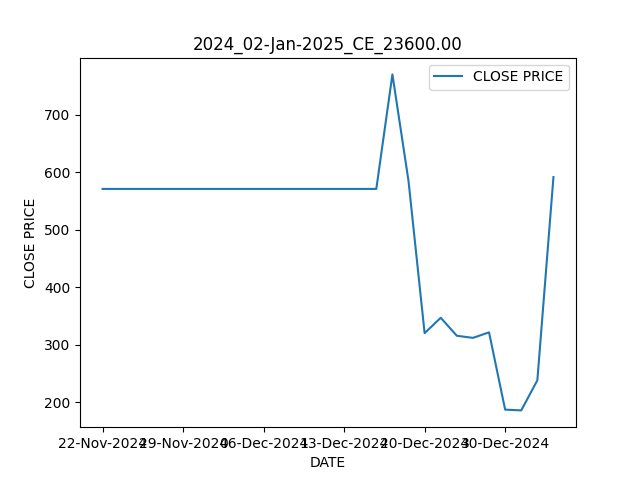 2024_02-Jan-2025_CE_23600.00
CLOSE PRICE
700
600
500
400
300
200
CLOSE PRICE
22-Nov-2024 29-Nov-2024 06-Dec-2024 13-Dec-2024 20-Dec-2024 30-Dec-2024
DATE